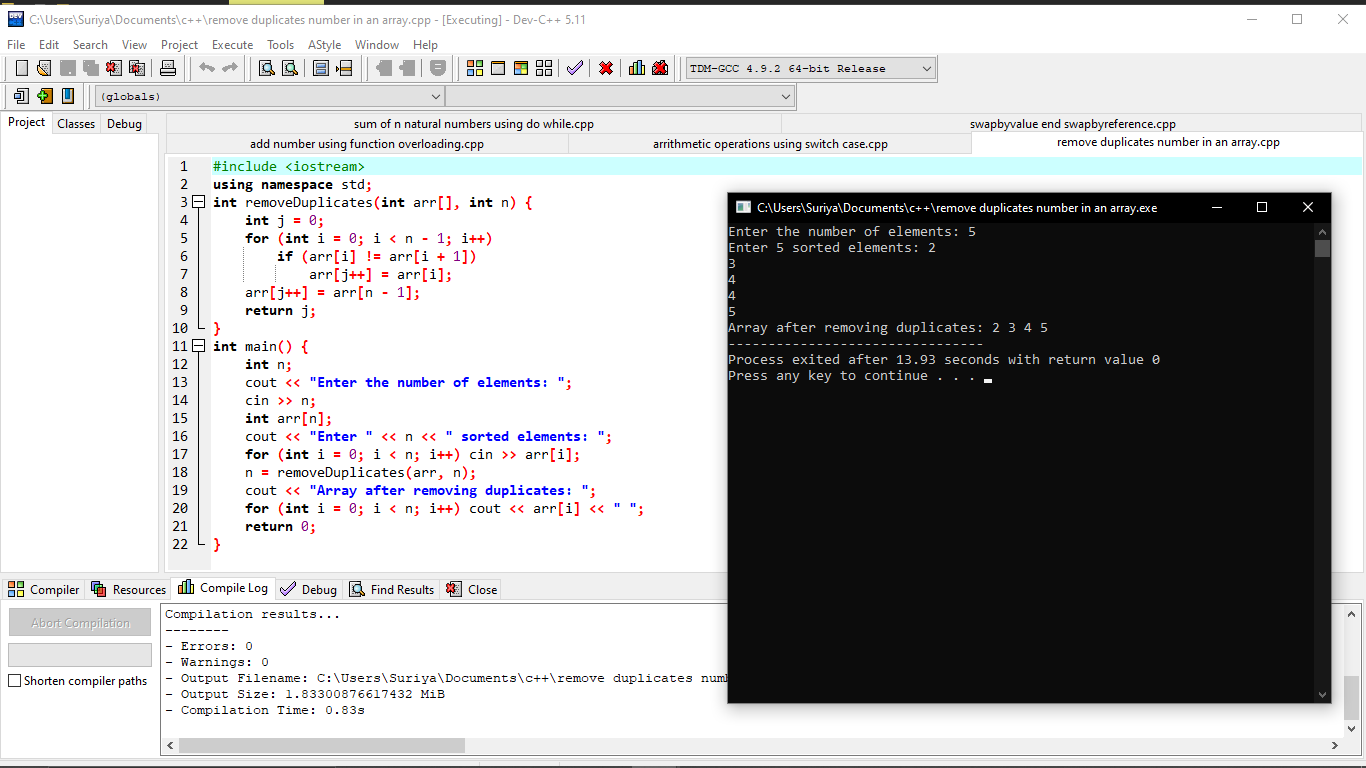 C:\Users\Suriya\Documents\c++\remove duplicates number in an array.cpp - [Executing] - Dev-C++ 5.11
File Edit Search View Project Execute Tools AStyle Window Help
TDM-GCC 4.9.2 64-bit Release
(globals)
Project Classes Debug
sum of n natural numbers using do while.cpp swapbyvalue end swapbyreference.cpp
add number using function overloading.cpp arrithmetic operations using switch case.cpp remove duplicates number in an array.cpp
1 #include <iostream>
2 using namespace std;
3 int removeDuplicates(int arr[], int n) {
4 int j = 0;
5 for (int i = 0; i < n - 1; i++)
6 if (arr[i] != arr[i + 1])
7 arr[j++] = arr[i];
8 arr[j++] = arr[n - 1];
9 return j;
10 }
11 int main() {
12 int n;
13 cout << "Enter the number of elements: ";
14 cin >> n;
15 int arr[n];
16 cout << "Enter " << n << " sorted elements: ";
17 for (int i = 0; i < n; i++) cin >> arr[i];
18 n = removeDuplicates(arr, n);
19 cout << "Array after removing duplicates: ";
20 for (int i = 0; i < n; i++) cout << arr[i] << " ";
21 return 0;
22 }
C:\Users\Suriya\Documents\c++\remove duplicates number in an array.exe
Enter the number of elements: 5
Enter 5 sorted elements: 2
3
4
4
5
Array after removing duplicates: 2 3 4 5
--------------------------------
Process exited after 13.93 seconds with return value 0
Press any key to continue . . .
Compiler Resources Compile Log Debug Find Results Close
Abort Compilation
Shorten compiler paths
Compilation results...
--------
- Errors: 0
- Warnings: 0
- Output Filename: C:\Users\Suriya\Documents\c++\remove duplicates
- Output Size: 1.83300876617432 MiB
- Compilation Time: 0.83s